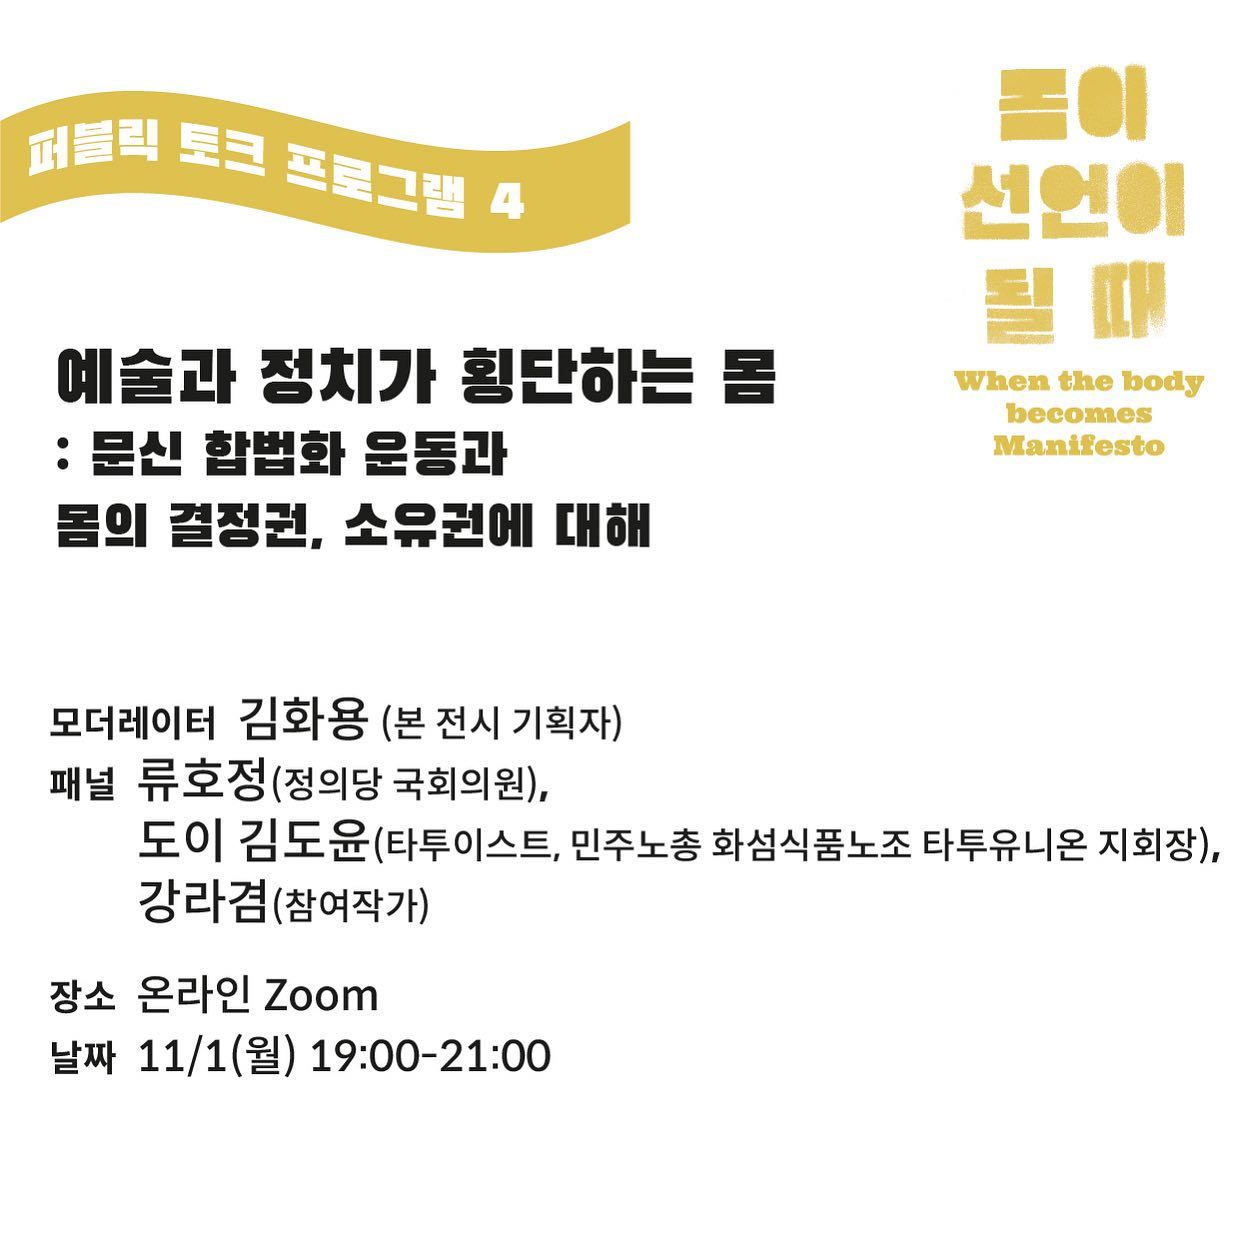 퍼블릭 토크 프로그램 4
몸이
선언이
될 때
When the body
becomes
Manifesto
예술과 정치가 횡단하는 몸
: 문신 합법화 운동과
몸의 결정권, 소유권에 대해
모더레이터 김화용 (본 전시 기획자)
패널 류호정(정의당 국회의원),
도이 김도윤(타투이스트, 민주노총 화섬식품노조 타투유니온 지회장),
강라겸(참여작가)
장소 온라인 Zoom
날짜 11/1(월) 19:00-21:00